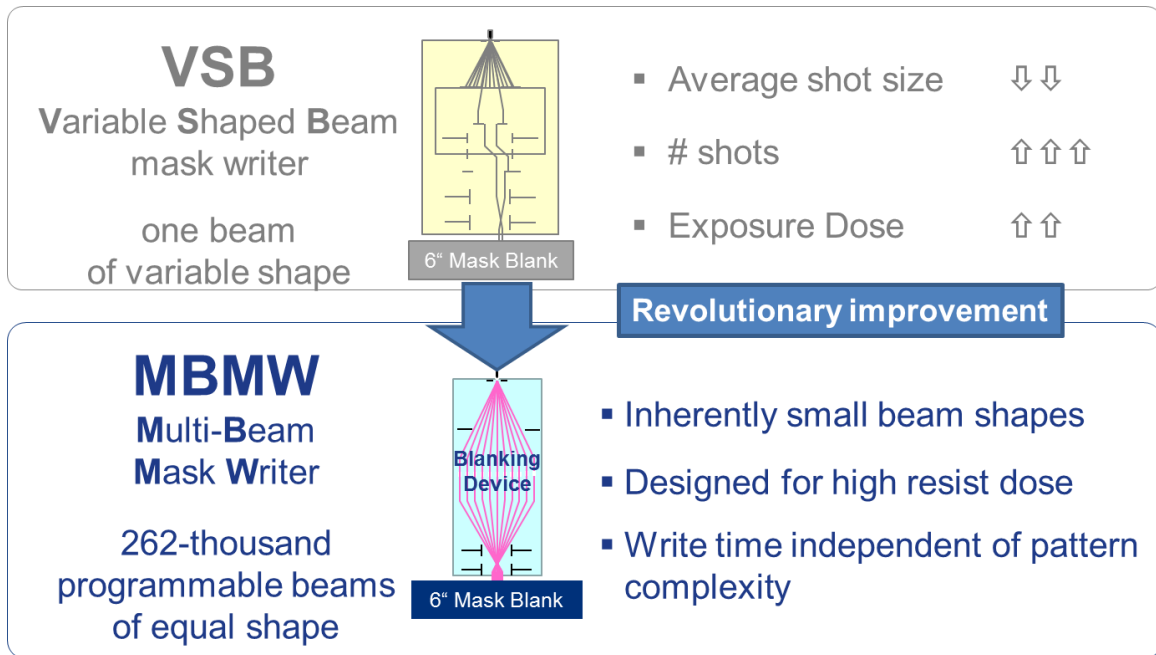 VSB
Variable Shaped Beam
mask writer
one beam
of variable shape
6“ Mask Blank
▪ Average shot size ⇩⇩
▪ # shots ⇧⇧⇧
▪ Exposure Dose ⇧⇧
Revolutionary improvement
MBMW
Multi-Beam
Mask Writer
262-thousand
programmable beams
of equal shape
Blanking
Device
6“ Mask Blank
▪ Inherently small beam shapes
▪ Designed for high resist dose
▪ Write time independent of pattern
complexity